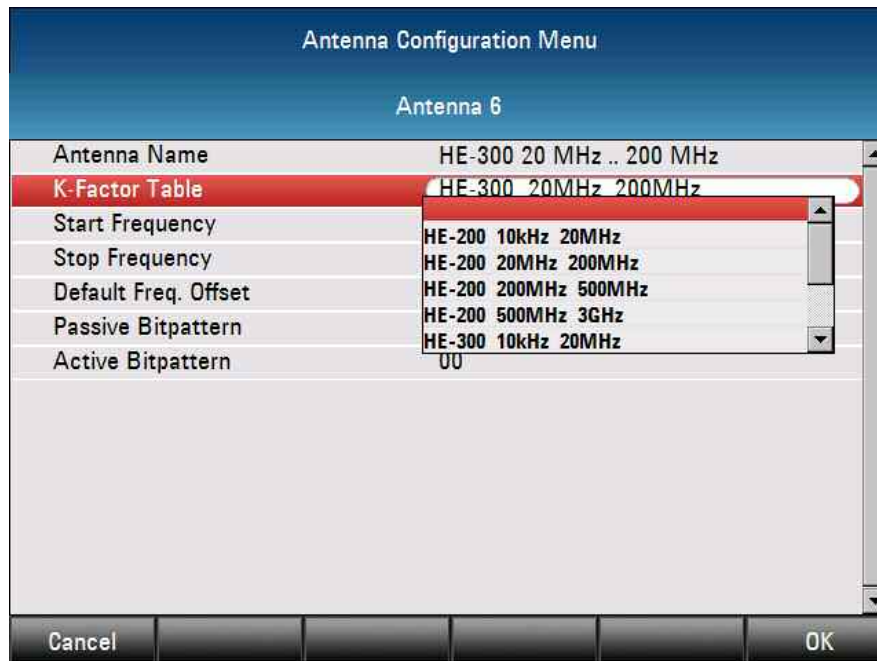 Antenna Configuration Menu
Antenna 6
Antenna Name HE-300 20 MHz .. 200 MHz
K-Factor Table HE-300 20MHz 200MHz
Start Frequency
HE-200 10kHz 20MHz
Stop Frequency
HE-200 20MHz 200MHz
Default Freq. Offset
HE-200 200MHz 500MHz
Passive Bitpattern
HE-200 500MHz 3GHz
HE-300 10kHz 20MHz
Active Bitpattern 00
Cancel OK